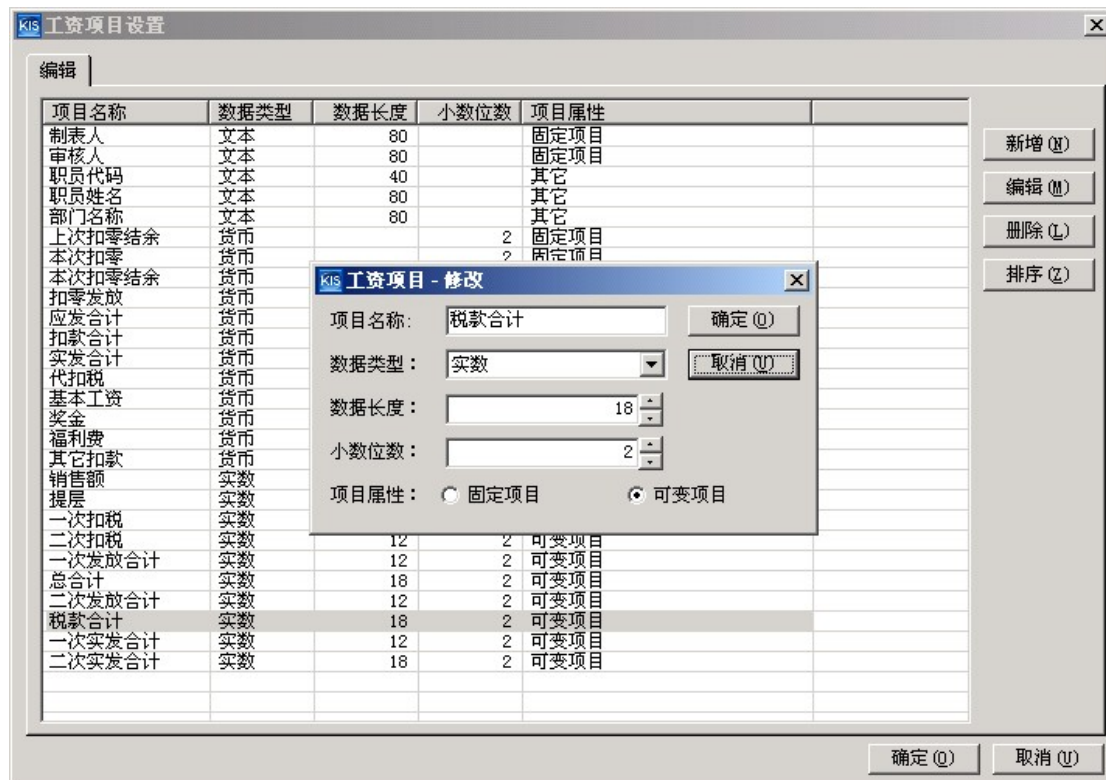 KIS 工资项目设置
编辑
项目名称 数据类型 数据长度 小数位数 项目属性
制表人 文本 80 固定项目
审核人 文本 80 固定项目
职员代码 文本 40 其它
职员姓名 文本 80 其它
部门名称 文本 80 其它
上次扣零结余 货币 2 固定项目
本次扣零 货币 2 固定项目
本次扣零结余 货币
扣零发放 货币
应发合计 货币
扣款合计 货币
实发合计 货币
代扣税 货币
基本工资 货币
奖金 货币
福利费 货币
其它扣款 货币
销售额 实数
提层 实数
一次扣税 实数
二次扣税 实数 12 2 可变项目
一次发放合计 实数 12 2 可变项目
总合计 实数 18 2 可变项目
二次发放合计 实数 12 2 可变项目
税款合计 实数 18 2 可变项目
一次实发合计 实数 12 2 可变项目
二次实发合计 实数 18 2 可变项目
新增(N)
编辑(M)
删除(L)
排序(Z)
KIS 工资项目 - 修改
项目名称: 税款合计 确定(O)
数据类型: 实数 取消(U)
数据长度: 18
小数位数: 2
项目属性: 固定项目 可变项目
确定(O) 取消(U)